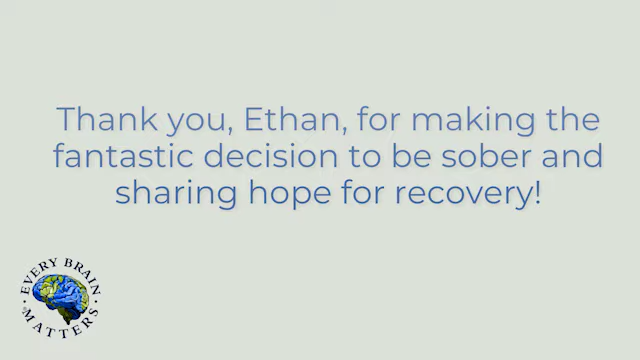 Thank you, Ethan, for making the
fantastic decision to be sober and
sharing hope for recovery!
EVERY BRAIN
MATTERS